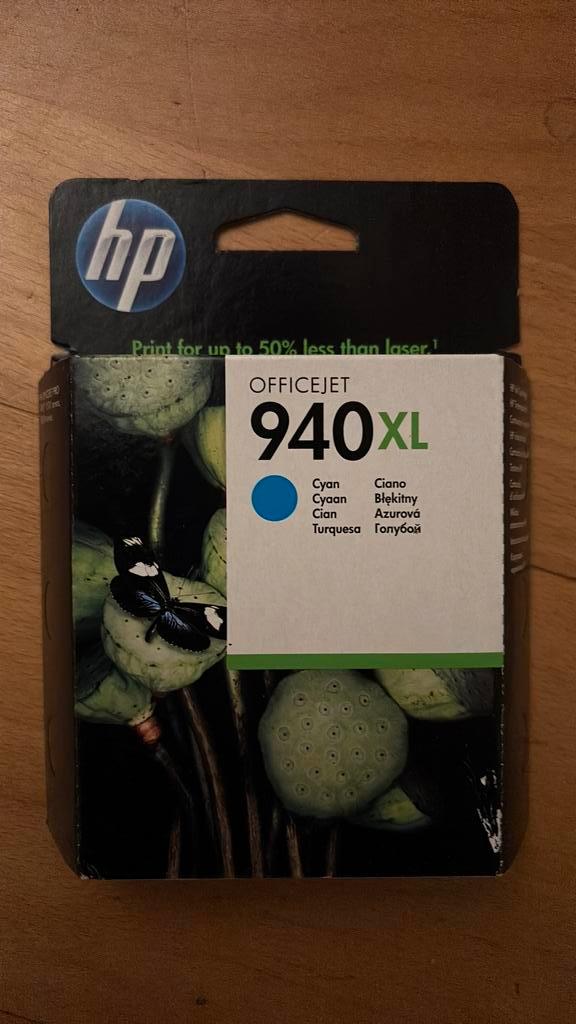 hp
Print for up to 50% less than laser.¹
OFFICEJET
940XL
Cyan Ciano
Cyaan Błękitny
Cian Azurová
Turquesa Голубой